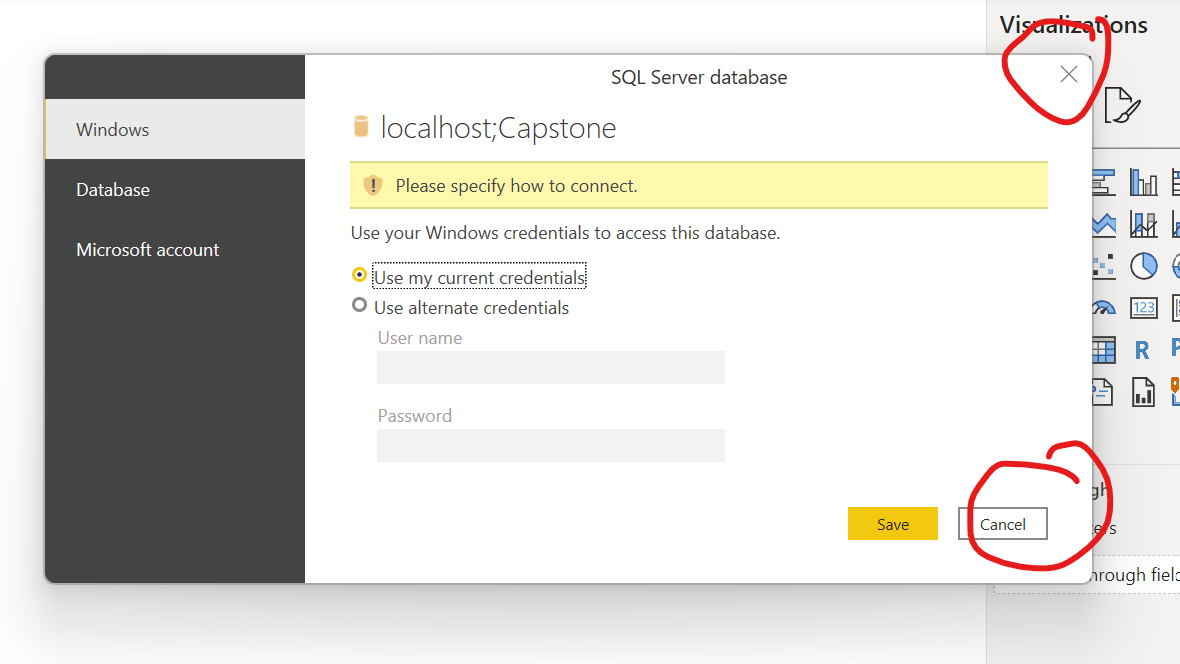 Visualizations
SQL Server database
localhost;Capstone
Windows
Database
Microsoft account
Please specify how to connect.
Use your Windows credentials to access this database.
Use my current credentials
Use alternate credentials
User name
Password
Save
Cancel
123
R
hrough field